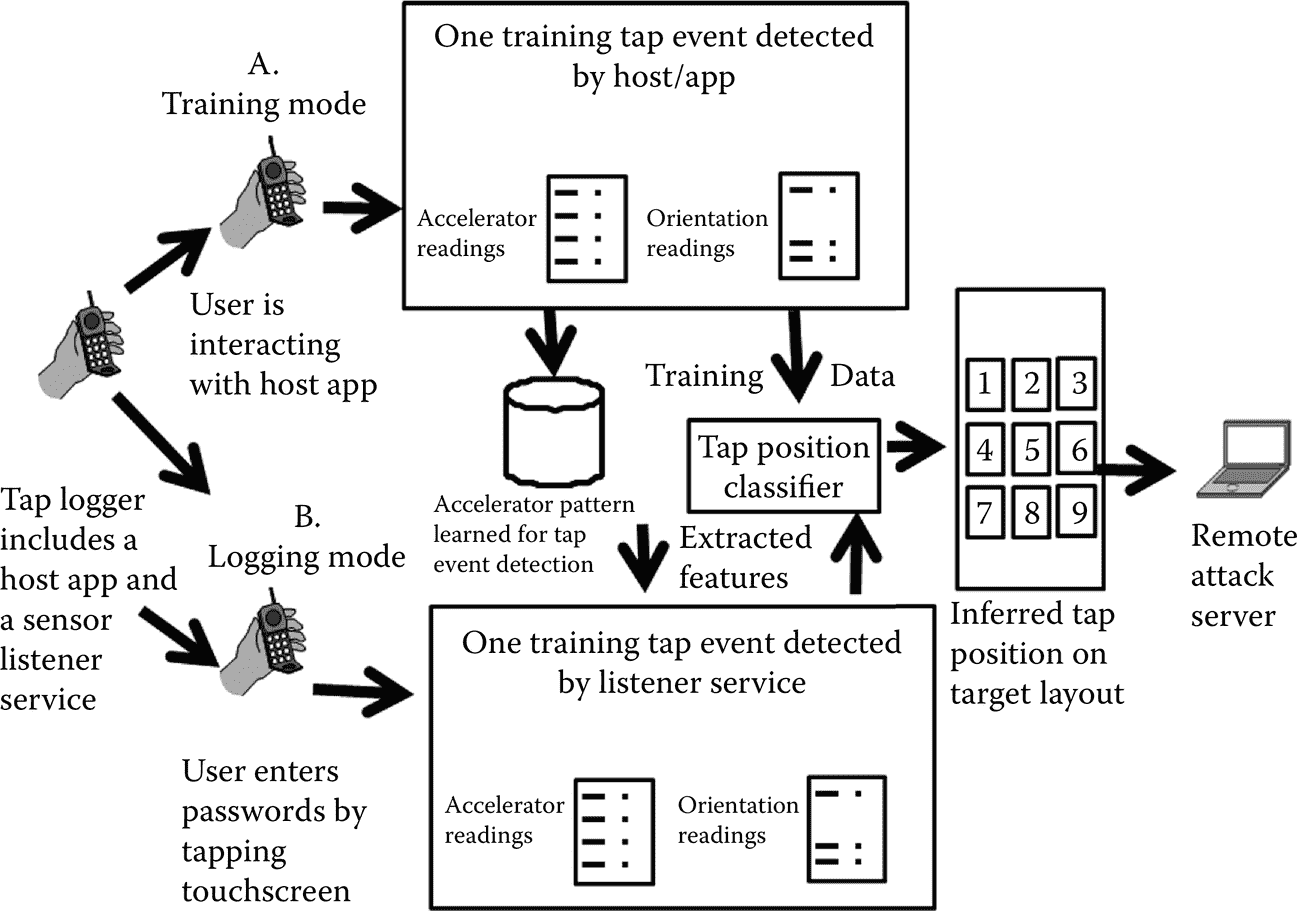 One training tap event detected
by host/app
A.
Training mode
Accelerator
readings
Orientation
readings
User is
interacting
with host app
Training Data
1 2 3
4 5 6
7 8 9
Tap position
classifier
Accelerator pattern
learned for tap
event detection
Extracted
features
Tap logger
includes a
host app and
a sensor
listener
service
B.
Logging mode
Remote
attack
server
Inferred tap
position on
target layout
One training tap event detected
by listener service
User enters
passwords by
tapping
touchscreen
Accelerator
readings
Orientation
readings